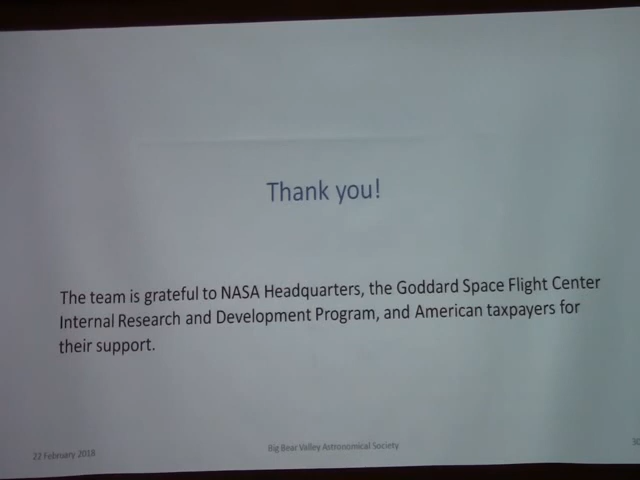 Thank you!
The team is grateful to NASA Headquarters, the Goddard Space Flight Center
Internal Research and Development Program, and American taxpayers for
their support.
22 February 2018
Big Bear Valley Astronomical Society
30